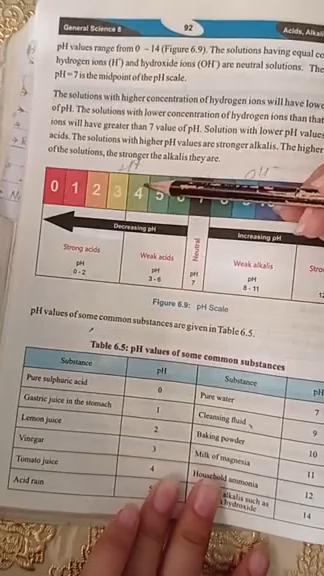 General Science 8
92
Acids, Alkali
pH values range from 0 – 14 (Figure 6.9). The solutions having equal co
hydrogen ions (H⁺) and hydroxide ions (OH⁻) are neutral solutions. The
pH = 7 is the midpoint of the pH scale.
The solutions with higher concentration of hydrogen ions will have lowe
of pH. The solutions with lower concentration of hydrogen ions than that
ions will have greater than 7 value of pH. Solution with lower pH values
acids. The solutions with higher pH values are stronger alkalis. The higher
of the solutions, the stronger the alkalis they are.
0 1 2 3 4 5
Decreasing pH
Neutral
Increasing pH
Strong acids
pH
0-2
Weak acids
pH
3-6
pH
7
Weak alkalis
pH
8-11
Stro
12
Figure 6.9: pH Scale
pH values of some common substances are given in Table 6.5.
Table 6.5: pH values of some common substances
Substance pH Substance pH
Pure sulphuric acid 0 Pure water 7
Gastric juice in the stomach 1 Cleansing fluid 9
Lemon juice 2 Baking powder 10
Vinegar 3 Milk of magnesia 11
Tomato juice 4 Household ammonia 12
Acid rain alkalis such as
hydroxide 14